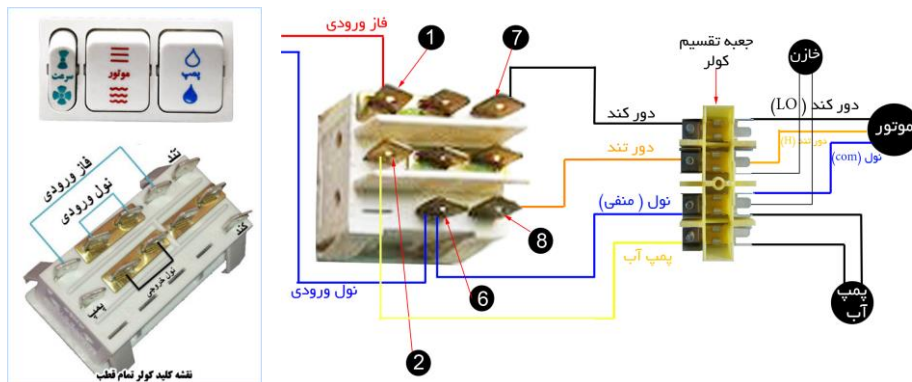 سرعت
موتور
پمپ
فاز ورودی
نول ورودی
تند
کند
نول خروجی
پمپ
نقشه کلید کولر تمام قطب
فاز ورودی
1
7
جعبه تقسیم
کولر
خازن
دور کند
دور کند (LO)
موتور
دور تند
دور تند (H)
نول (com)
نول ( منفی )
8
پمپ آب
نول ورودی
6
پمپ
آب
2